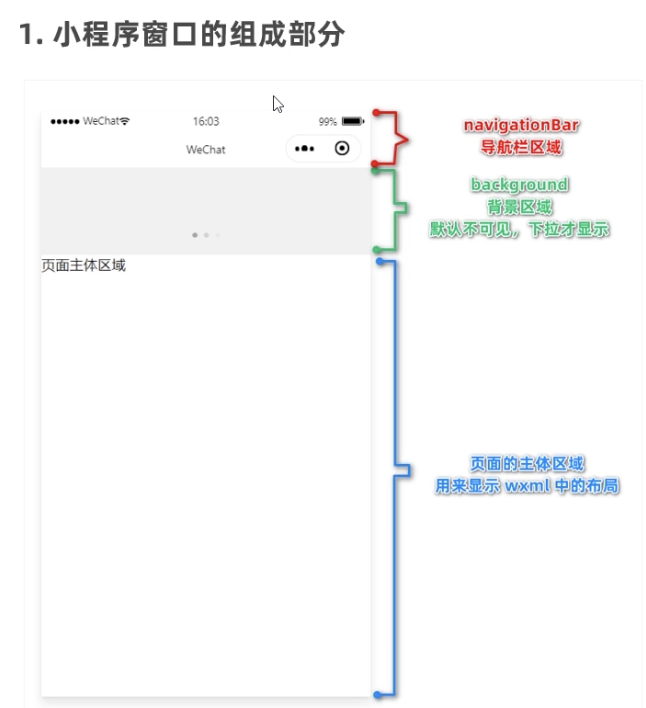 1. 小程序窗口的组成部分
WeChat
16:03
99%
WeChat
navigationBar
导航栏区域
background
背景区域
默认不可见，下拉才显示
页面主体区域
页面的主体区域
用来显示 wxml 中的布局